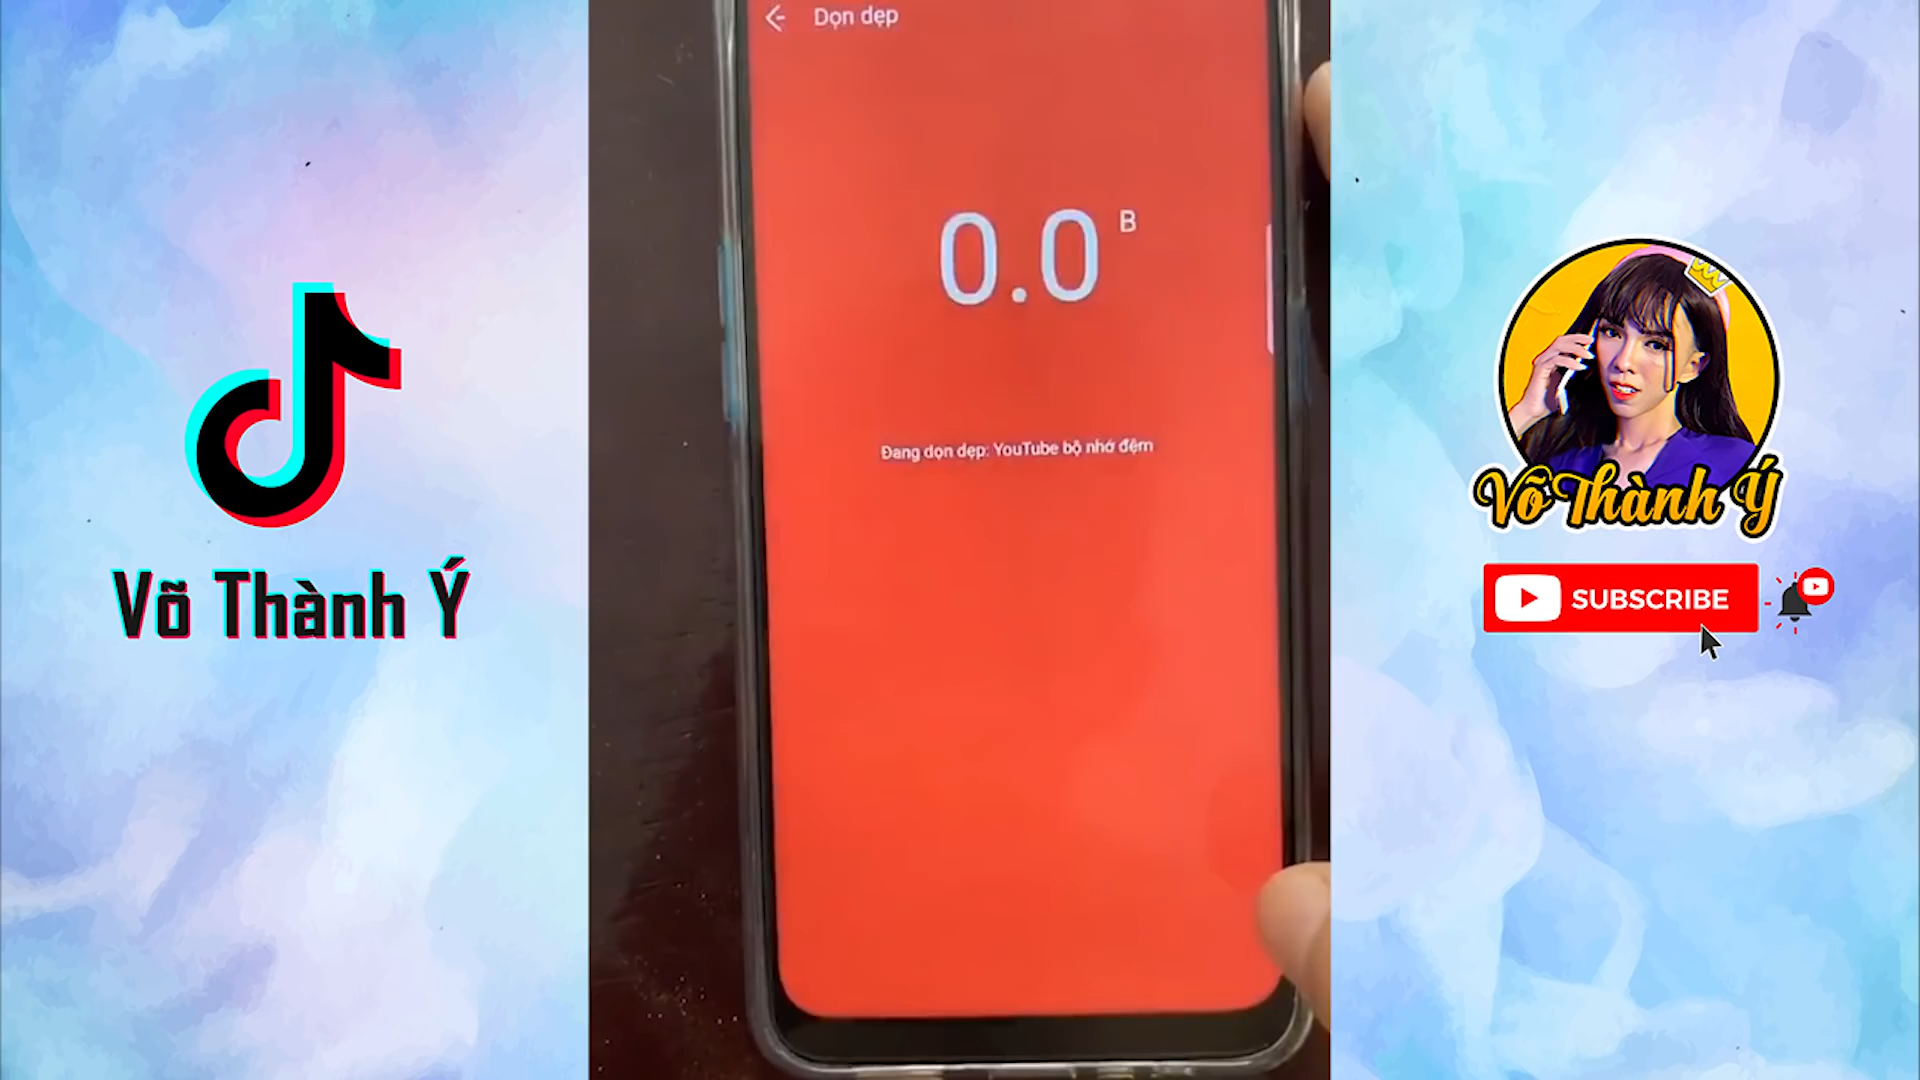 Dọn dẹp
0.0 B
Đang dọn dẹp: YouTube bộ nhớ đệm
Võ Thành Ý
Võ Thành Ý
SUBSCRIBE